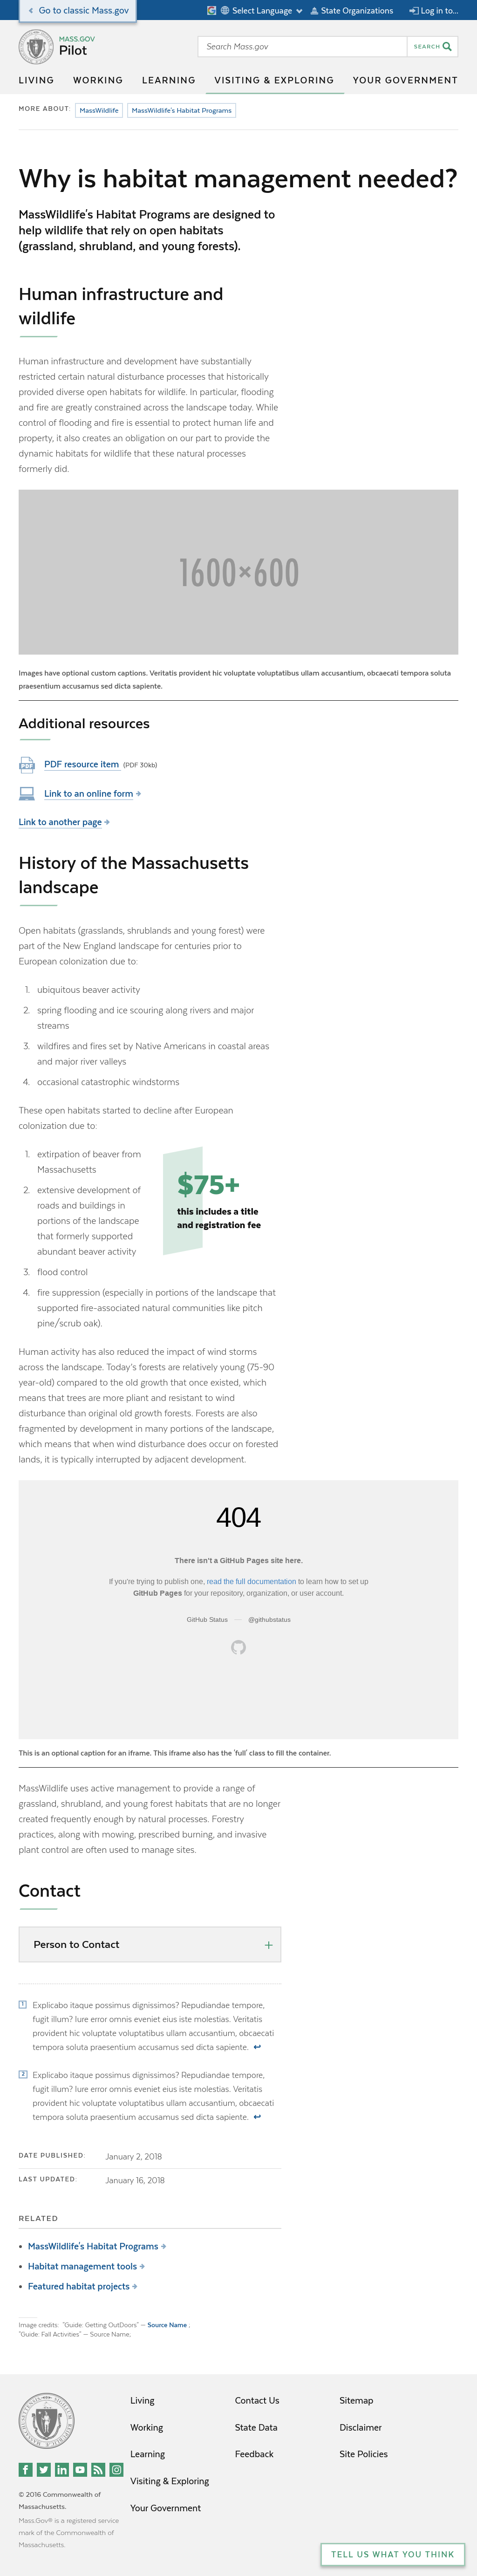 Go to classic Mass.gov
Select Language
State Organizations
Log in to...
MASS.GOV
Pilot
Search Mass.gov
SEARCH
LIVING
WORKING
LEARNING
VISITING & EXPLORING
YOUR GOVERNMENT
MORE ABOUT:
MassWildlife
MassWildlife's Habitat Programs
Why is habitat management needed?
MassWildlife's Habitat Programs are designed to
help wildlife that rely on open habitats
(grassland, shrubland, and young forests).
Human infrastructure and
wildlife
Human infrastructure and development have substantially
restricted certain natural disturbance processes that historically
provided diverse open habitats for wildlife. In particular, flooding
and fire are greatly constrained across the landscape today. While
control of flooding and fire is essential to protect human life and
property, it also creates an obligation on our part to provide the
dynamic habitats for wildlife that these natural processes
formerly did.
1600×600
Images have optional custom captions. Veritatis provident hic voluptate voluptatibus ullam accusantium, obcaecati tempora soluta
praesentium accusamus sed dicta sapiente.
Additional resources
PDF
PDF resource item (PDF 30kb)
Link to an online form
Link to another page
History of the Massachusetts
landscape
Open habitats (grasslands, shrublands and young forest) were
part of the New England landscape for centuries prior to
European colonization due to:
1. ubiquitous beaver activity
2. spring flooding and ice scouring along rivers and major
streams
3. wildfires and fires set by Native Americans in coastal areas
and major river valleys
4. occasional catastrophic windstorms
These open habitats started to decline after European
colonization due to:
1. extirpation of beaver from
Massachusetts
2. extensive development of
roads and buildings in
portions of the landscape
that formerly supported
abundant beaver activity
$75+
this includes a title
and registration fee
3. flood control
4. fire suppression (especially in portions of the landscape that
supported fire-associated natural communities like pitch
pine/scrub oak).
Human activity has also reduced the impact of wind storms
across the landscape. Today's forests are relatively young (75-90
year-old) compared to the old growth that once existed, which
means that trees are more pliant and resistant to wind
disturbance than original old growth forests. Forests are also
fragmented by development in many portions of the landscape,
which means that when wind disturbance does occur on forested
lands, it is typically interrupted by adjacent development.
404
There isn't a GitHub Pages site here.
If you're trying to publish one, read the full documentation to learn how to set up
GitHub Pages for your repository, organization, or user account.
GitHub Status — @githubstatus
This is an optional caption for an iframe. This iframe also has the 'full' class to fill the container.
MassWildlife uses active management to provide a range of
grassland, shrubland, and young forest habitats that are no longer
created frequently enough by natural processes. Forestry
practices, along with mowing, prescribed burning, and invasive
plant control are often used to manage sites.
Contact
Person to Contact
1 Explicabo itaque possimus dignissimos? Repudiandae tempore,
fugit illum? Iure error omnis eveniet eius iste molestias. Veritatis
provident hic voluptate voluptatibus ullam accusantium, obcaecati
tempora soluta praesentium accusamus sed dicta sapiente. ↩
2 Explicabo itaque possimus dignissimos? Repudiandae tempore,
fugit illum? Iure error omnis eveniet eius iste molestias. Veritatis
provident hic voluptate voluptatibus ullam accusantium, obcaecati
tempora soluta praesentium accusamus sed dicta sapiente. ↩
DATE PUBLISHED: January 2, 2018
LAST UPDATED: January 16, 2018
RELATED
MassWildlife's Habitat Programs
Habitat management tools
Featured habitat projects
Image credits: "Guide: Getting OutDoors" — Source Name ,
"Guide: Fall Activities" — Source Name,
Living
Working
Learning
Visiting & Exploring
Your Government
Contact Us
State Data
Feedback
Sitemap
Disclaimer
Site Policies
© 2016 Commonwealth of
Massachusetts.
Mass.Gov® is a registered service
mark of the Commonwealth of
Massachusetts.
TELL US WHAT YOU THINK